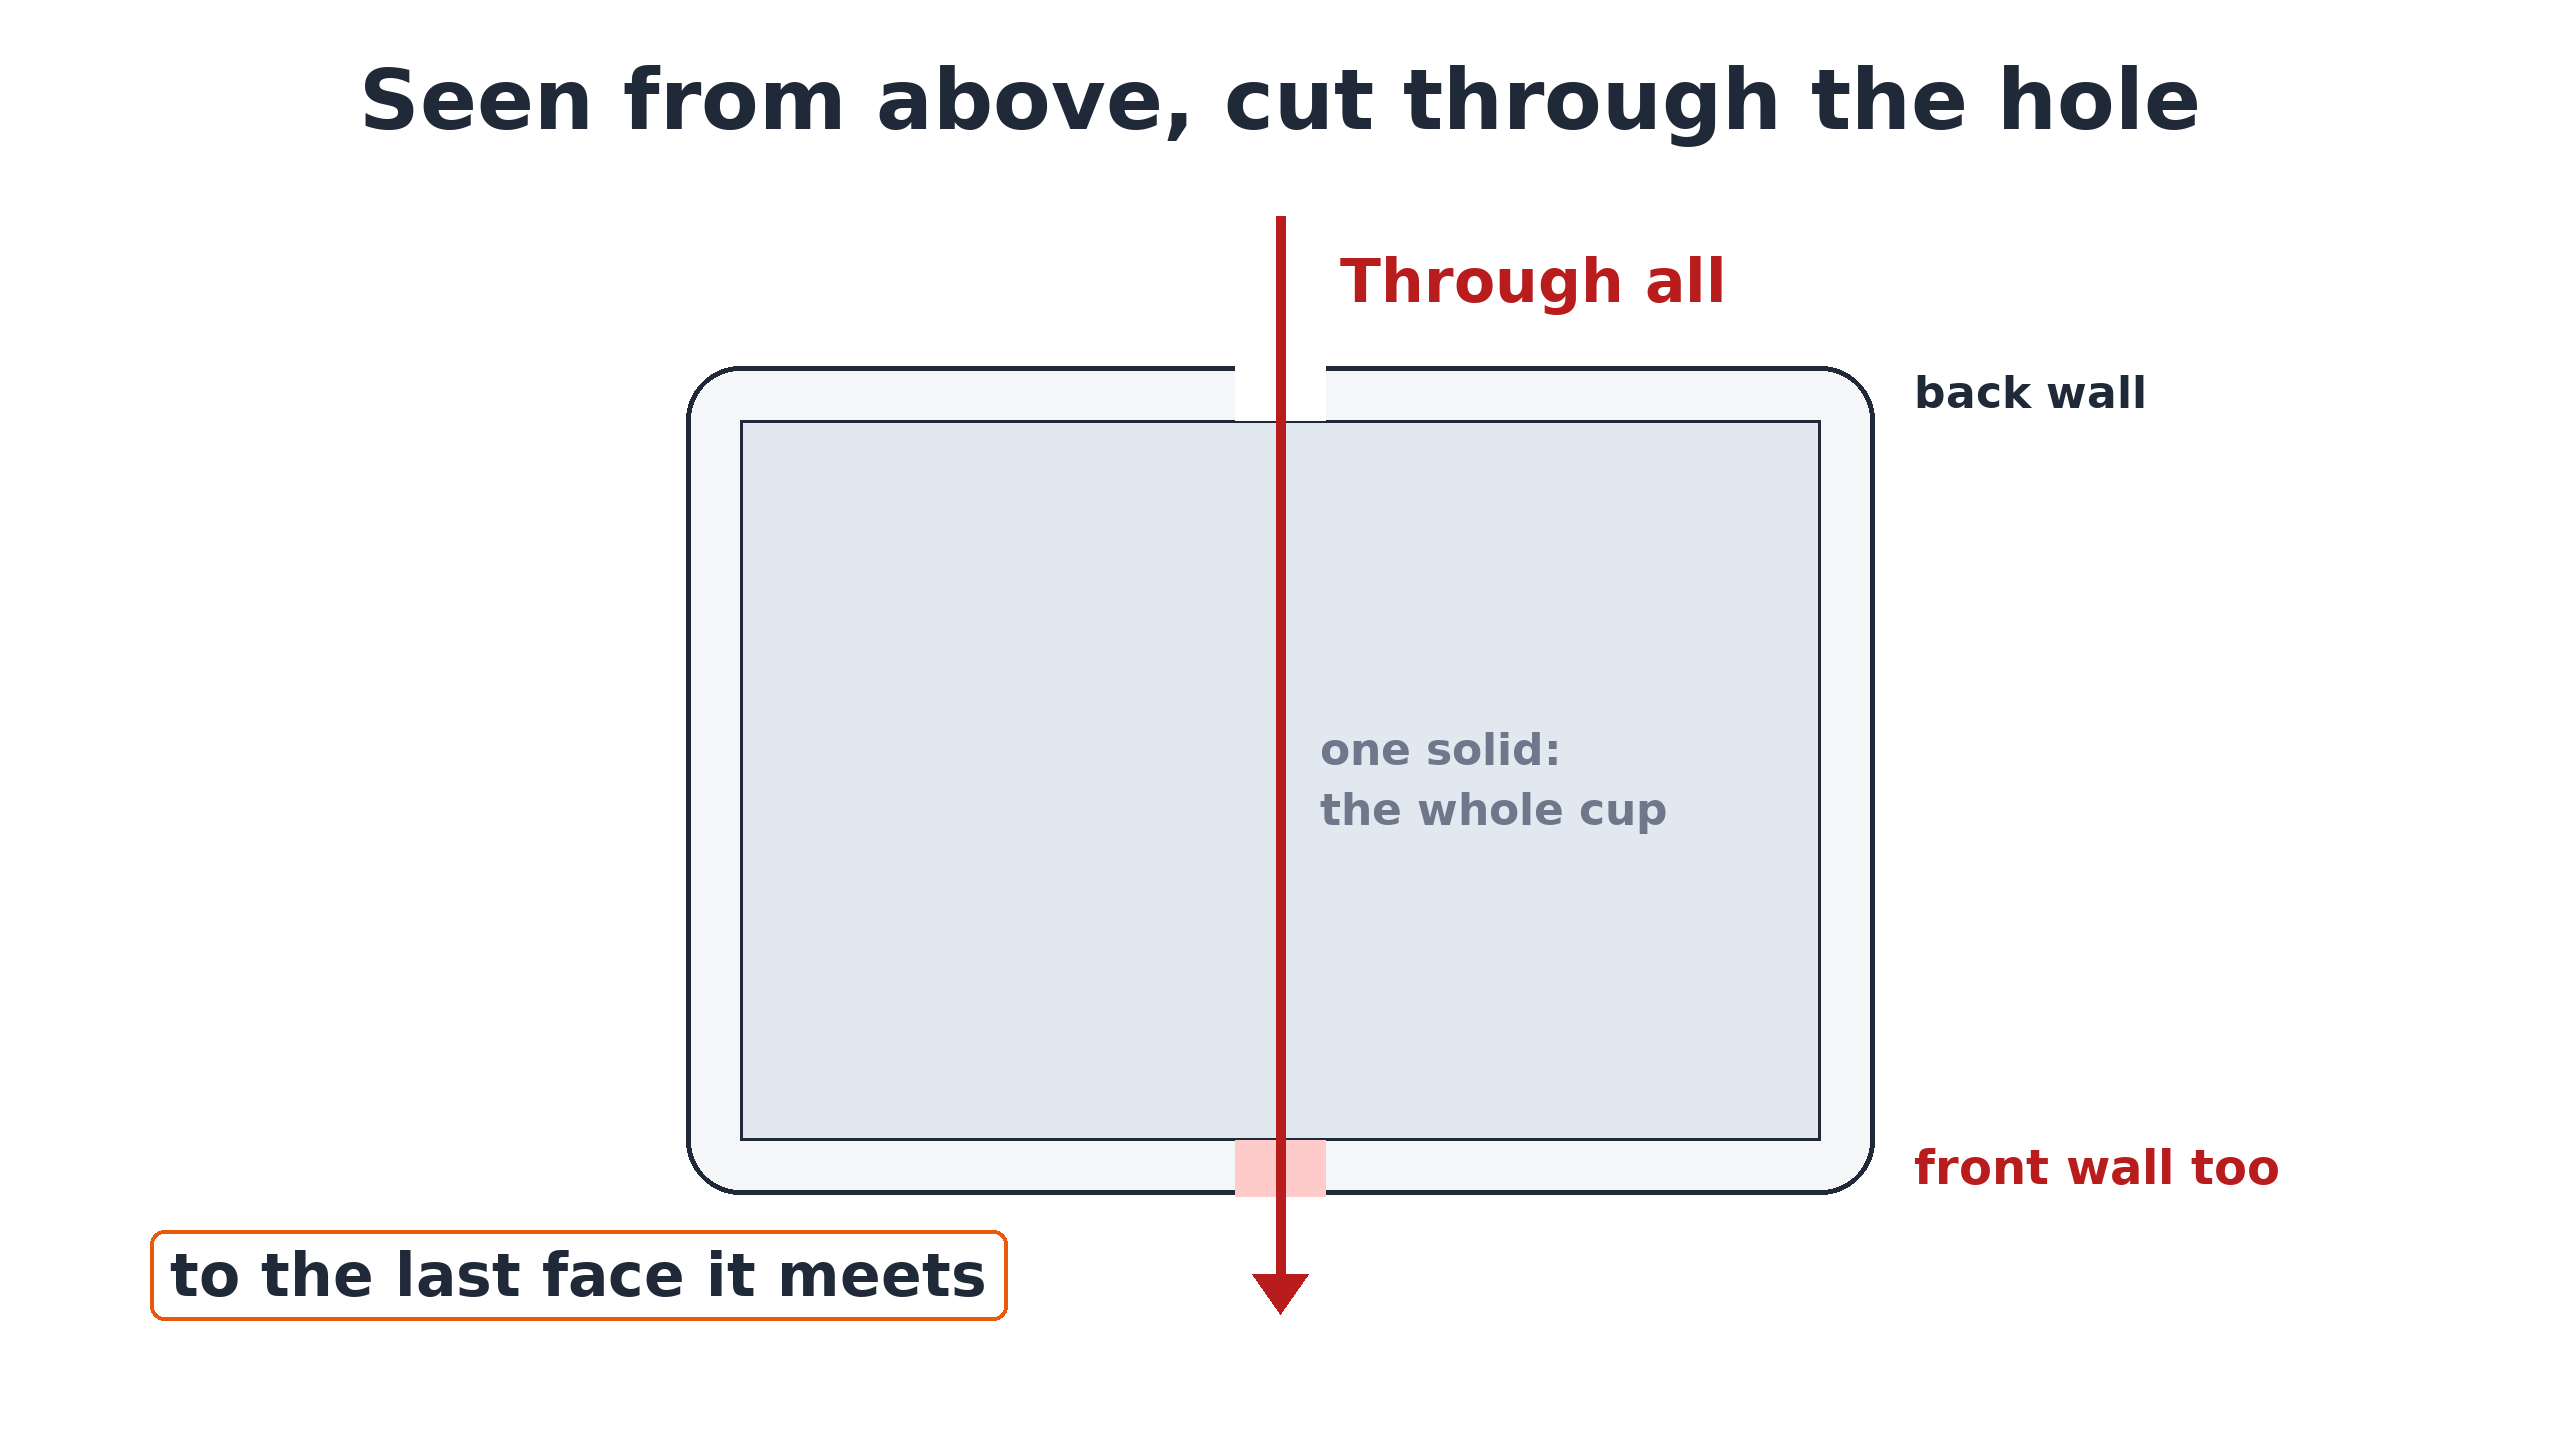 Seen from above, cut through the hole
Through all
back wall
one solid:
the whole cup
front wall too
to the last face it meets